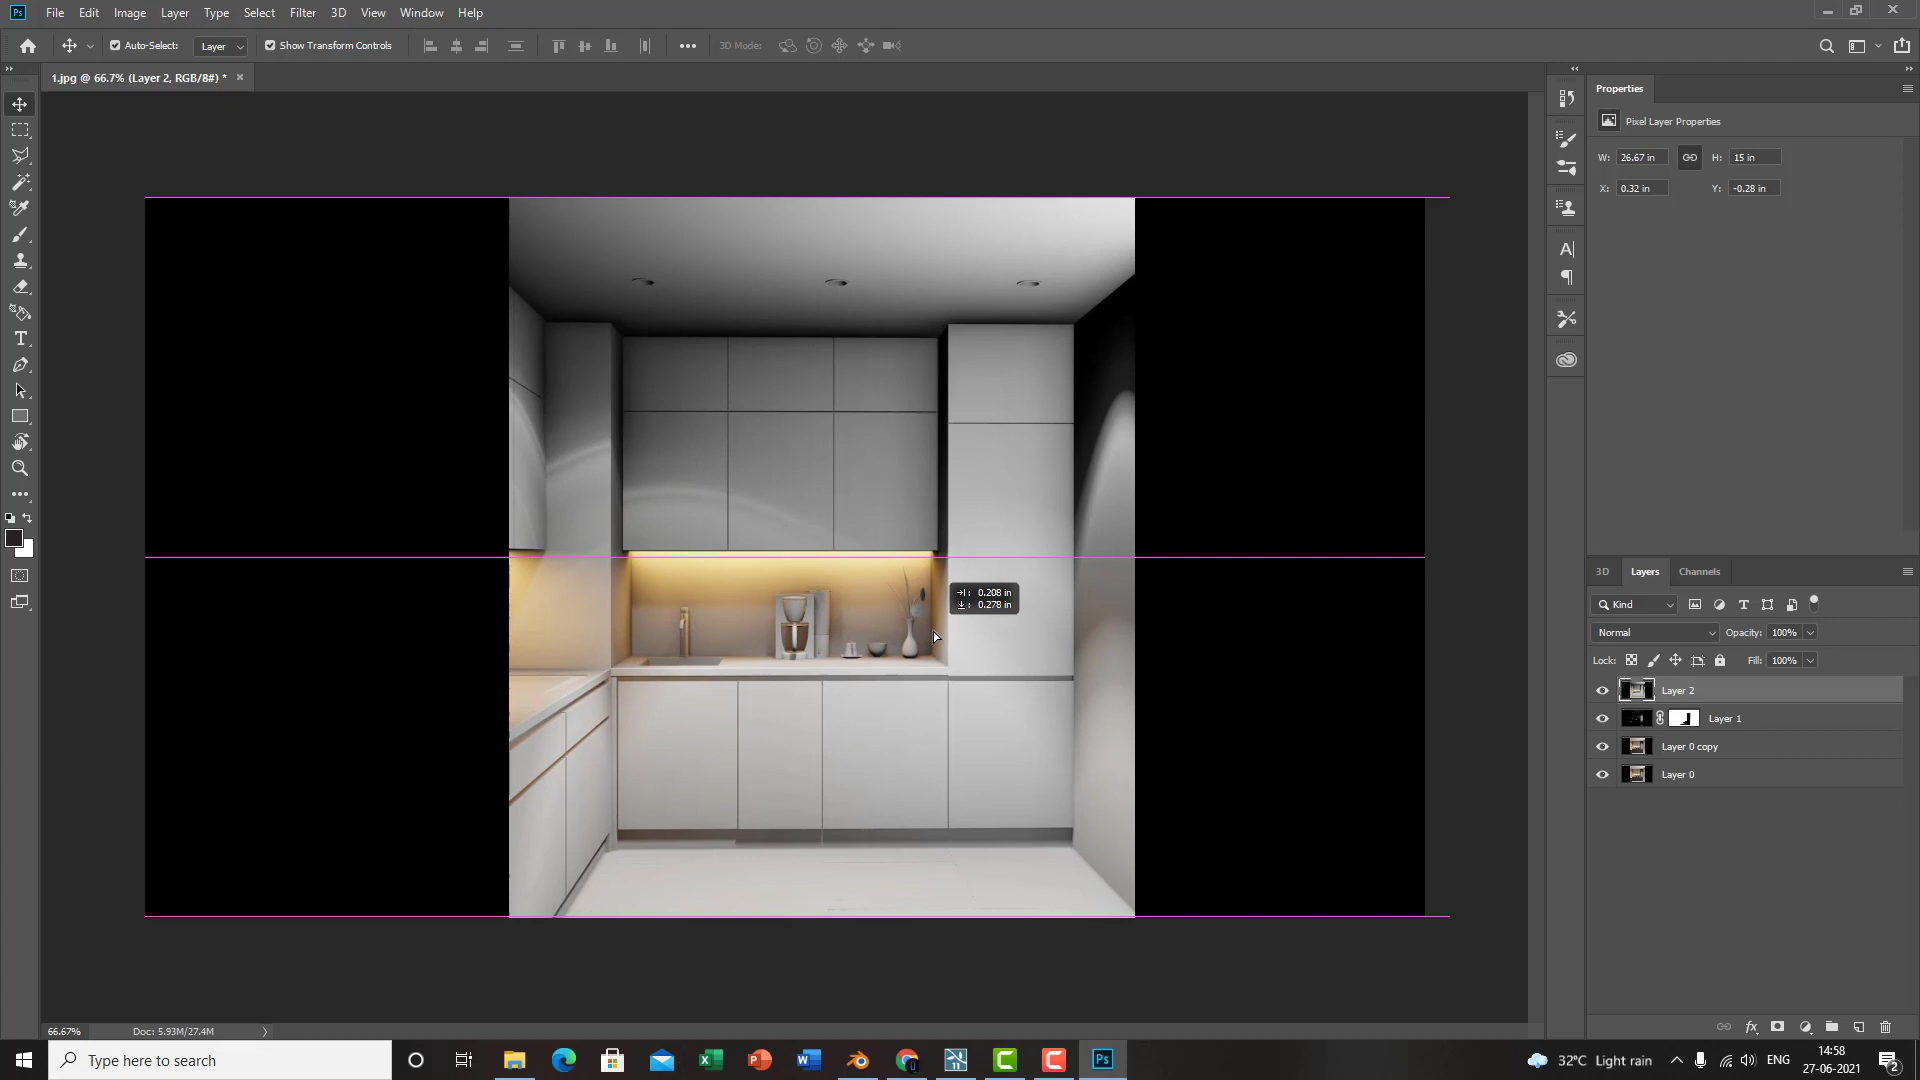 Ps File Edit Image Layer Type Select Filter 3D View Window Help
Auto-Select: Layer Show Transform Controls 3D Mode:
1.jpg @ 66.7% (Layer 2, RGB/8#) * ×
Properties
Pixel Layer Properties
W: 26.67 in H: 15 in
X: 0.32 in Y: -0.28 in
: 0.208 in
: 0.278 in
3D Layers Channels
Kind
Normal Opacity: 100%
Lock: Fill: 100%
Layer 2
Layer 1
Layer 0 copy
Layer 0
66.67% Doc: 5.93M/27.4M
Type here to search
32°C Light rain ENG 14:58
27-06-2021
2